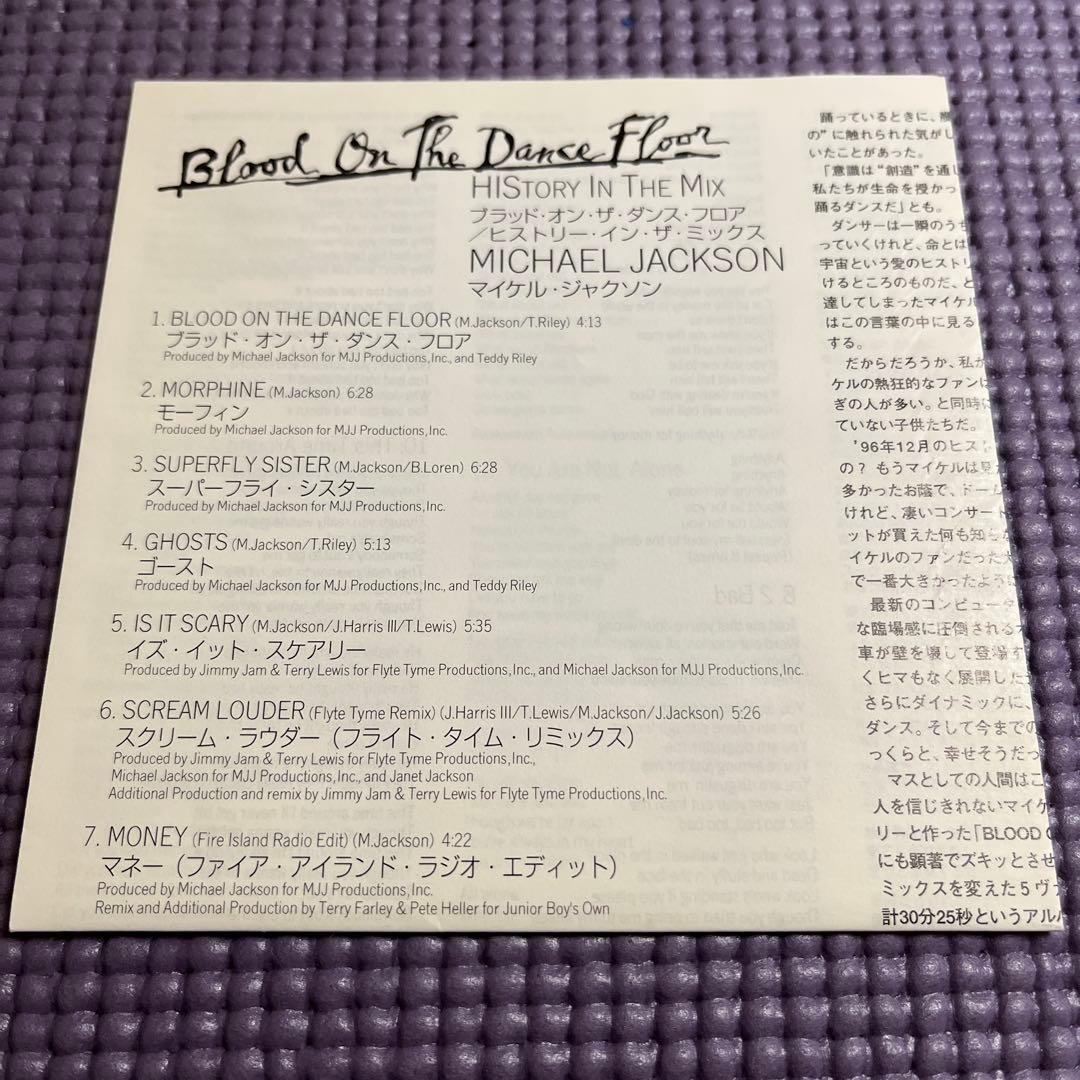 Blood On The Dance Floor
HIStory In The Mix
ブラッド・オン・ザ・ダンス・フロア
／ヒストリー・イン・ザ・ミックス
MICHAEL JACKSON
マイケル・ジャクソン
1. BLOOD ON THE DANCE FLOOR (M.Jackson/T.Riley) 4:13
ブラッド・オン・ザ・ダンス・フロア
Produced by Michael Jackson for MJJ Productions, Inc., and Teddy Riley
2. MORPHINE (M.Jackson) 6:28
モーフィン
Produced by Michael Jackson for MJJ Productions, Inc.
3. SUPERFLY SISTER (M.Jackson/B.Loren) 6:28
スーパーフライ・シスター
Produced by Michael Jackson for MJJ Productions, Inc.
4. GHOSTS (M.Jackson/T.Riley) 5:13
ゴースト
Produced by Michael Jackson for MJJ Productions, Inc., and Teddy Riley
5. IS IT SCARY (M.Jackson/J.Harris III/T.Lewis) 5:35
イズ・イット・スケアリー
Produced by Jimmy Jam & Terry Lewis for Flyte Tyme Productions, Inc., and Michael Jackson for MJJ Productions, Inc.
6. SCREAM LOUDER (Flyte Tyme Remix) (J.Harris III/T.Lewis/M.Jackson/J.Jackson) 5:26
スクリーム・ラウダー（フライト・タイム・リミックス）
Produced by Jimmy Jam & Terry Lewis for Flyte Tyme Productions, Inc.,
Michael Jackson for MJJ Productions, Inc., and Janet Jackson
Additional Production and remix by Jimmy Jam & Terry Lewis for Flyte Tyme Productions, Inc.
7. MONEY (Fire Island Radio Edit) (M.Jackson) 4:22
マネー（ファイア・アイランド・ラジオ・エディット）
Produced by Michael Jackson for MJJ Productions, Inc.
Remix and Additional Production by Terry Farley & Pete Heller for Junior Boy's Own
踊っているときに、
の”に触れられた気がし
いたことがあった。
「意識は“創造”を通し
私たちが生命を授かっ
踊るダンスだ」とも。
ダンサーは一瞬のうち
っていくけれど、命とは
宇宙という愛のヒストリ
けるところのものだ、と
達してしまったマイケル
はこの言葉の中に見る
する。
だからだろうか、私が
ケルの熱狂的なファンに
ぎの人が多い。と同時に
ていない子供たちだ。
'96年12月のヒス
の？ もうマイケルは見
多かったお蔭で、ドーム
けれど、凄いコンサート
ットが買えた何も知らな
イケルのファンだった
で一番大きかったように
最新のコンピュータ
な臨場感に圧倒される
車が壁を壊して登場す
くヒマもなく展開した
さらにダイナミックに、
ダンス。そして今までの
っくらと、幸せそうだっ
マスとしての人間はこ
人を信じきれないマイケ
リーと作った「BLOOD
にも顕著でズキッとさせ
ミックスを変えた5ヴァ
計30分25秒というアルバ